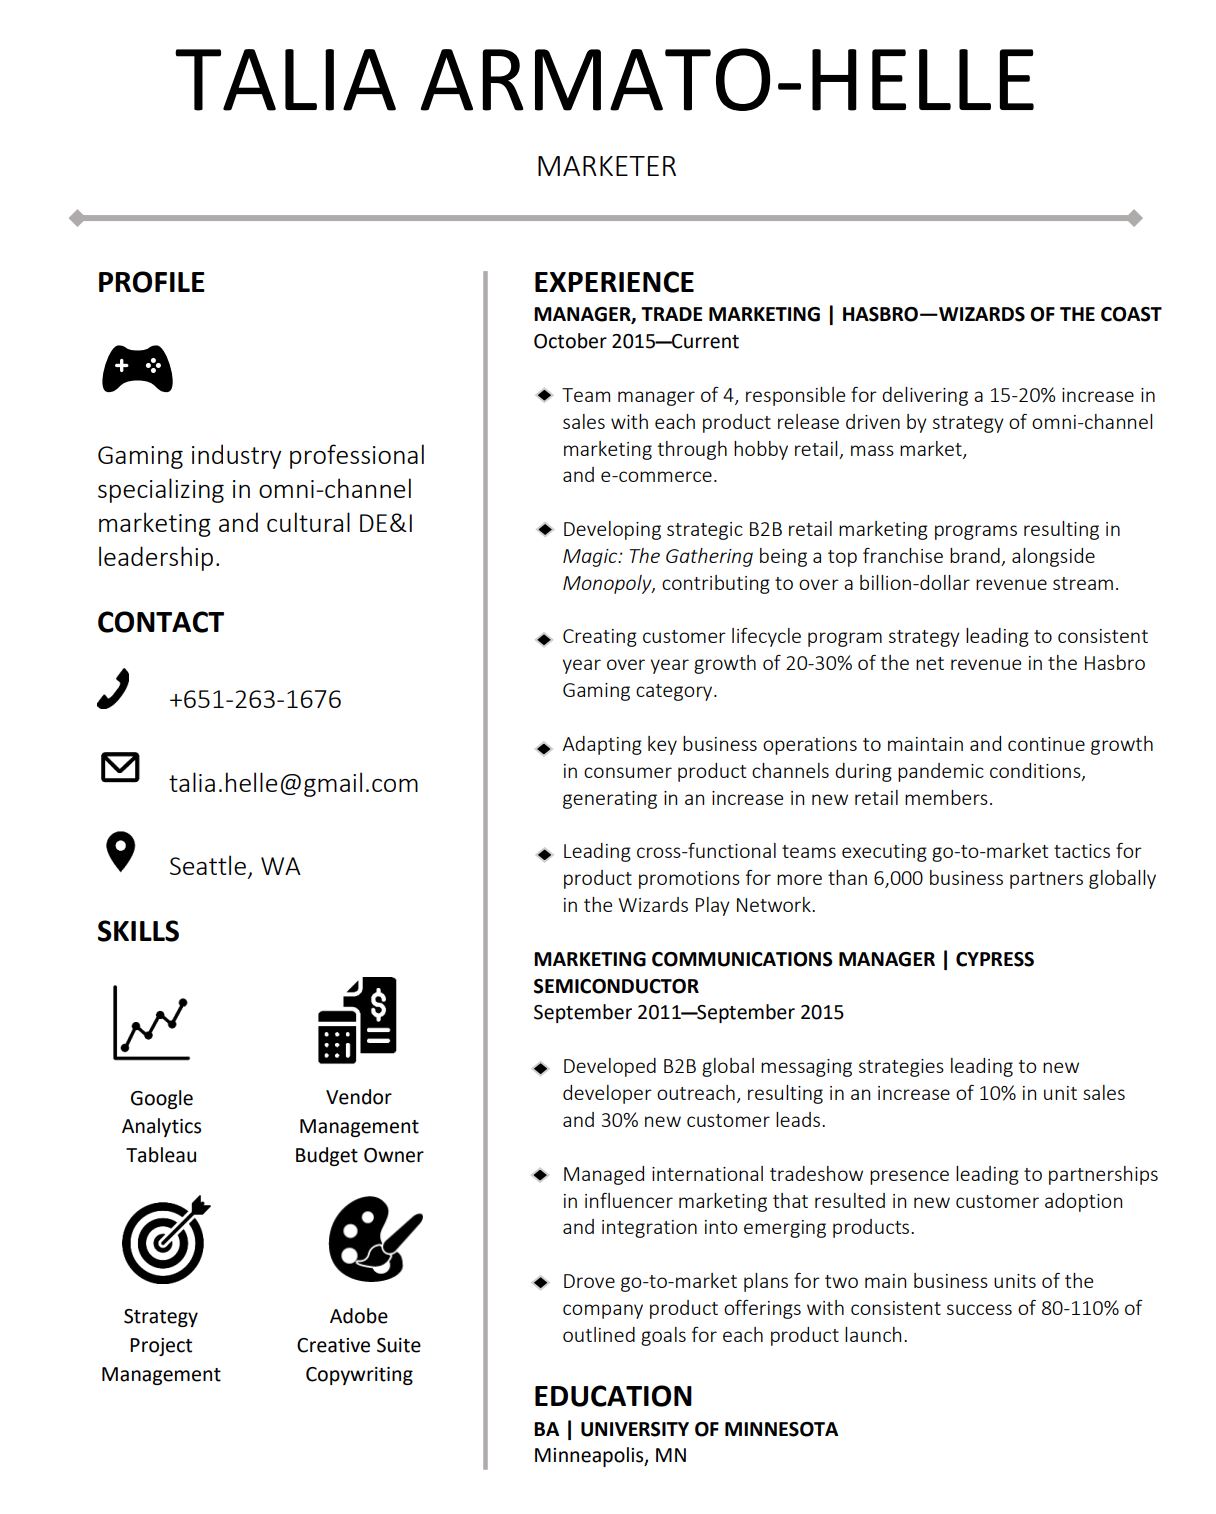 TALIA ARMATO-HELLE
MARKETER
PROFILE
Gaming industry professional
specializing in omni-channel
marketing and cultural DE&I
leadership.
CONTACT
+651-263-1676
talia.helle@gmail.com
Seattle, WA
SKILLS
Google
Analytics
Tableau
Vendor
Management
Budget Owner
Strategy
Project
Management
Adobe
Creative Suite
Copywriting
EXPERIENCE
MANAGER, TRADE MARKETING | HASBRO—WIZARDS OF THE COAST
October 2015—Current
Team manager of 4, responsible for delivering a 15-20% increase in
sales with each product release driven by strategy of omni-channel
marketing through hobby retail, mass market,
and e-commerce.
Developing strategic B2B retail marketing programs resulting in
Magic: The Gathering being a top franchise brand, alongside
Monopoly, contributing to over a billion-dollar revenue stream.
Creating customer lifecycle program strategy leading to consistent
year over year growth of 20-30% of the net revenue in the Hasbro
Gaming category.
Adapting key business operations to maintain and continue growth
in consumer product channels during pandemic conditions,
generating in an increase in new retail members.
Leading cross-functional teams executing go-to-market tactics for
product promotions for more than 6,000 business partners globally
in the Wizards Play Network.
MARKETING COMMUNICATIONS MANAGER | CYPRESS
SEMICONDUCTOR
September 2011—September 2015
Developed B2B global messaging strategies leading to new
developer outreach, resulting in an increase of 10% in unit sales
and 30% new customer leads.
Managed international tradeshow presence leading to partnerships
in influencer marketing that resulted in new customer adoption
and integration into emerging products.
Drove go-to-market plans for two main business units of the
company product offerings with consistent success of 80-110% of
outlined goals for each product launch.
EDUCATION
BA | UNIVERSITY OF MINNESOTA
Minneapolis, MN